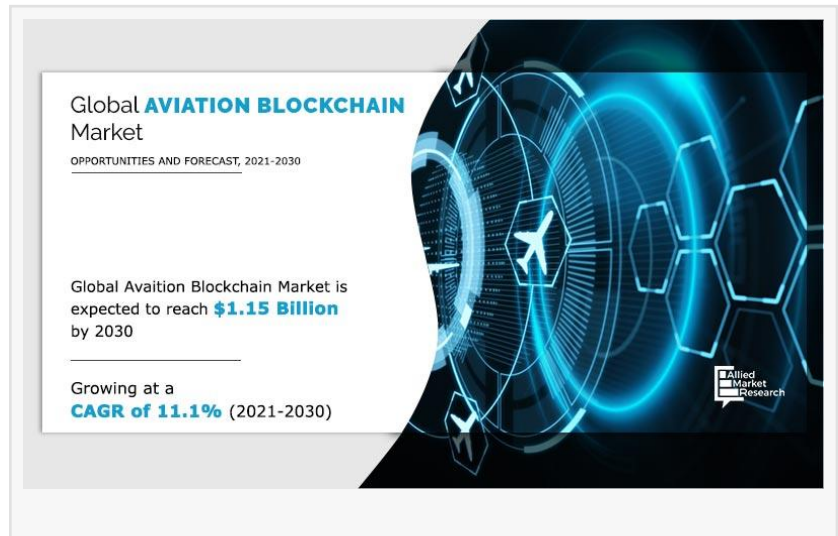 Global AVIATION BLOCKCHAIN
Market
OPPORTUNITIES AND FORECAST, 2021-2030
Global Avaition Blockchain Market is
expected to reach $1.15 Billion
by 2030
Growing at a
CAGR of 11.1% (2021-2030)
Allied
Market
Research